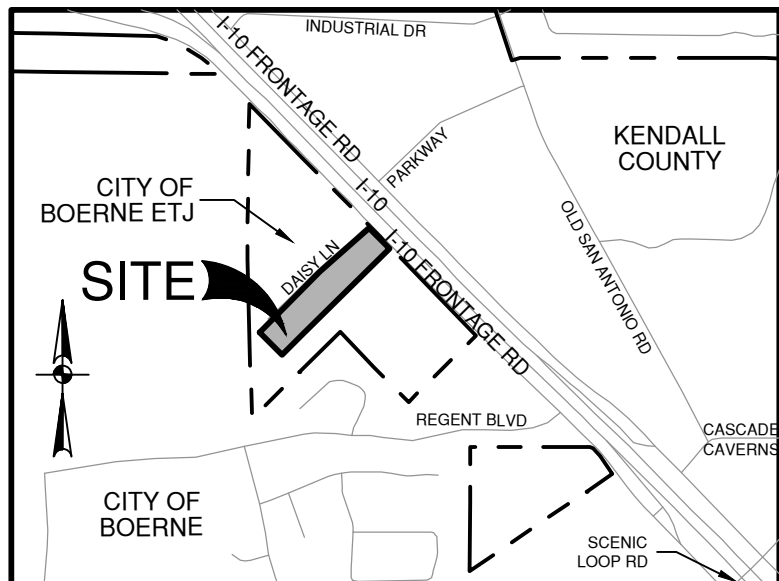 INDUSTRIAL DR
I-10 FRONTAGE RD
KENDALL
COUNTY
PARKWAY
CITY OF
BOERNE ETJ
I-10
OLD SAN ANTONIO RD
DAISY LN
I-10 FRONTAGE RD
SITE
REGENT BLVD
CASCADE
CAVERNS
CITY OF
BOERNE
SCENIC
LOOP RD